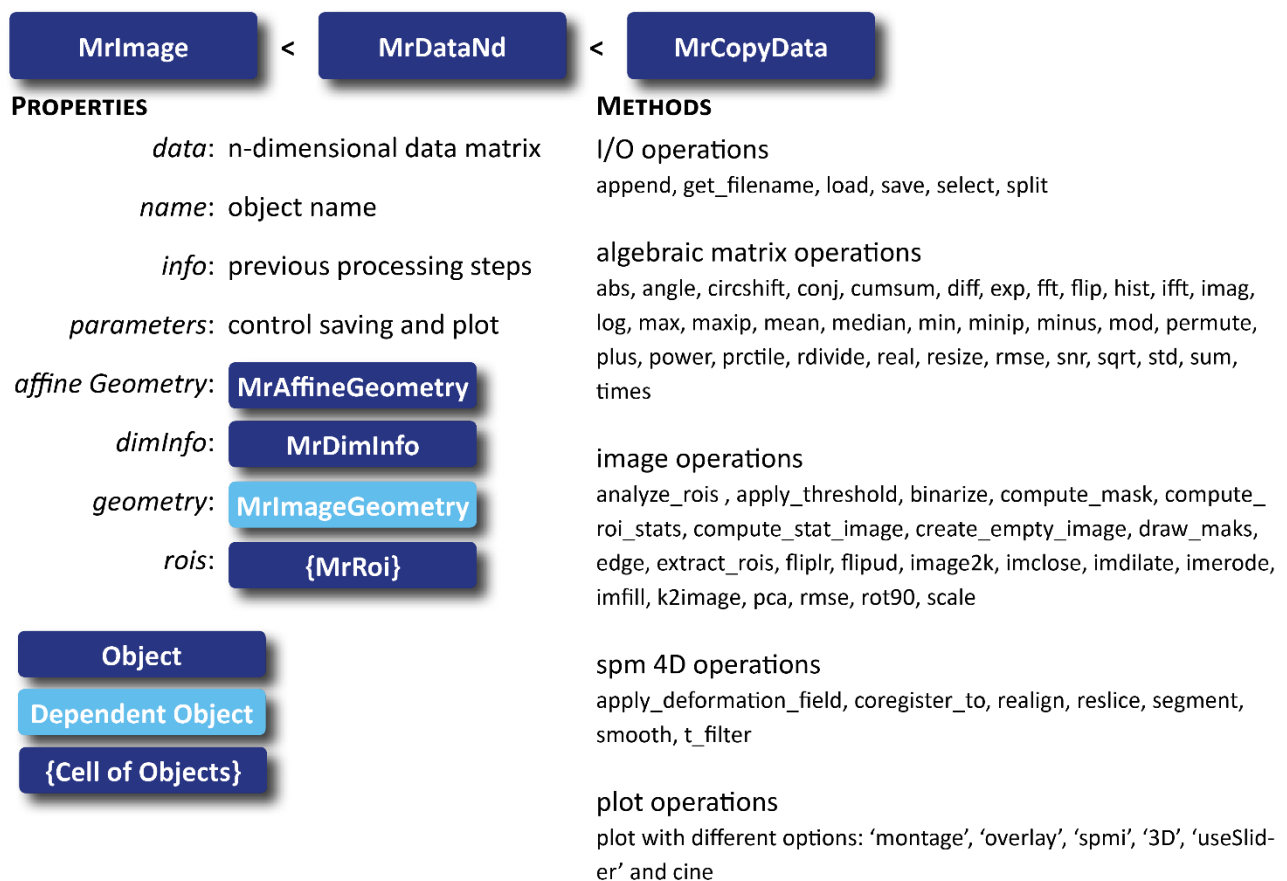 MrImage < MrDataNd < MrCopyData
PROPERTIES
data: n-dimensional data matrix
name: object name
info: previous processing steps
parameters: control saving and plot
affine Geometry: MrAffineGeometry
dimInfo: MrDimInfo
geometry: MrImageGeometry
rois: {MrRoi}
Object
Dependent Object
{Cell of Objects}
METHODS
I/O operations
append, get_filename, load, save, select, split
algebraic matrix operations
abs, angle, circshift, conj, cumsum, diff, exp, fft, flip, hist, ifft, imag,
log, max, maxip, mean, median, min, minip, minus, mod, permute,
plus, power, prctile, rdivide, real, resize, rmse, snr, sqrt, std, sum,
times
image operations
analyze_rois , apply_threshold, binarize, compute_mask, compute_
roi_stats, compute_stat_image, create_empty_image, draw_maks,
edge, extract_rois, fliplr, flipud, image2k, imclose, imdilate, imerode,
imfill, k2image, pca, rmse, rot90, scale
spm 4D operations
apply_deformation_field, coregister_to, realign, reslice, segment,
smooth, t_filter
plot operations
plot with different options: ‘montage’, ‘overlay’, ‘spmi’, ‘3D’, ‘useSlid-
er’ and cine